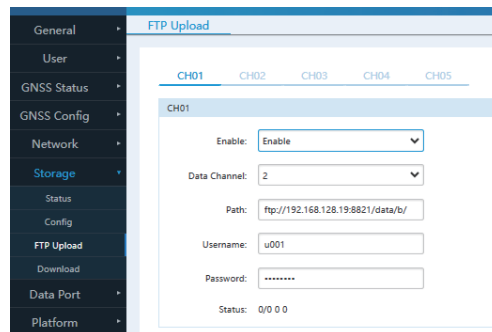 General
User
GNSS Status
GNSS Config
Network
Storage
Status
Config
FTP Upload
Download
Data Port
Platform
FTP Upload
CH01 CH02 CH03 CH04 CH05
CH01
Enable: Enable
Data Channel: 2
Path: ftp://192.168.128.19:8821/data/b/
Username: u001
Password: ••••••••
Status: 0/0 0 0